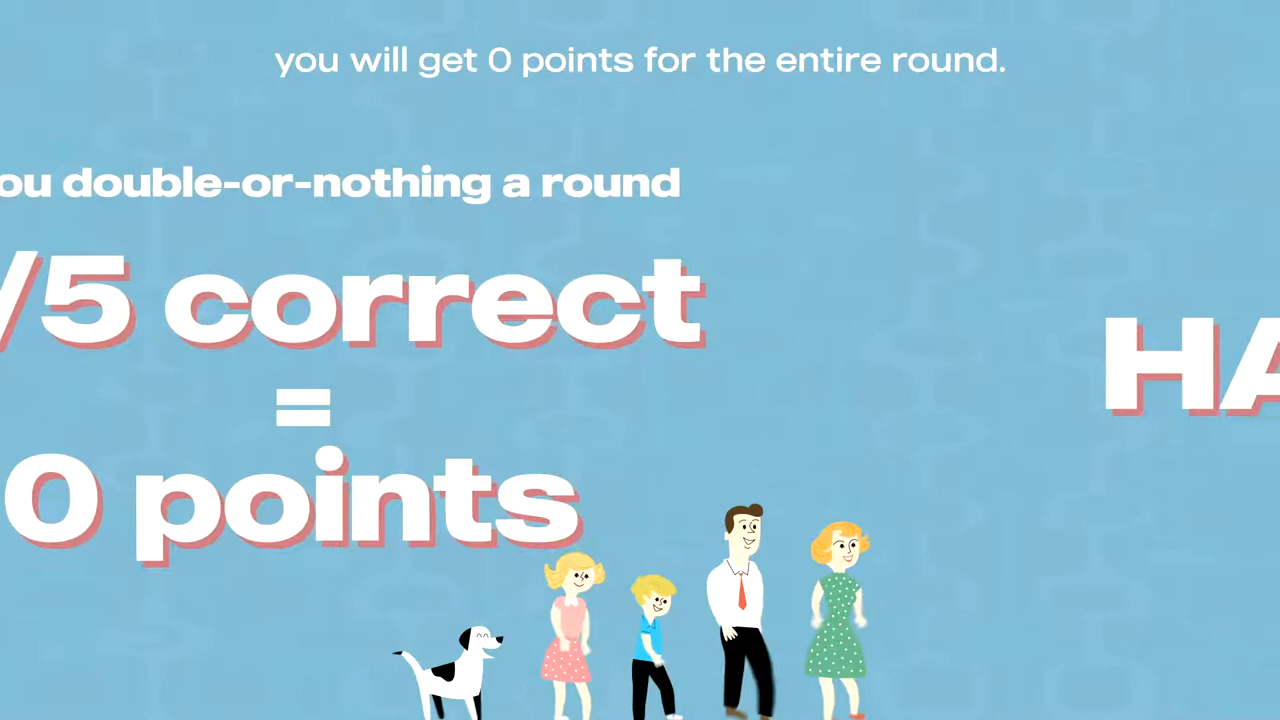 you will get 0 points for the entire round.
ou double-or-nothing a round
/5 correct
=
0 points
HA